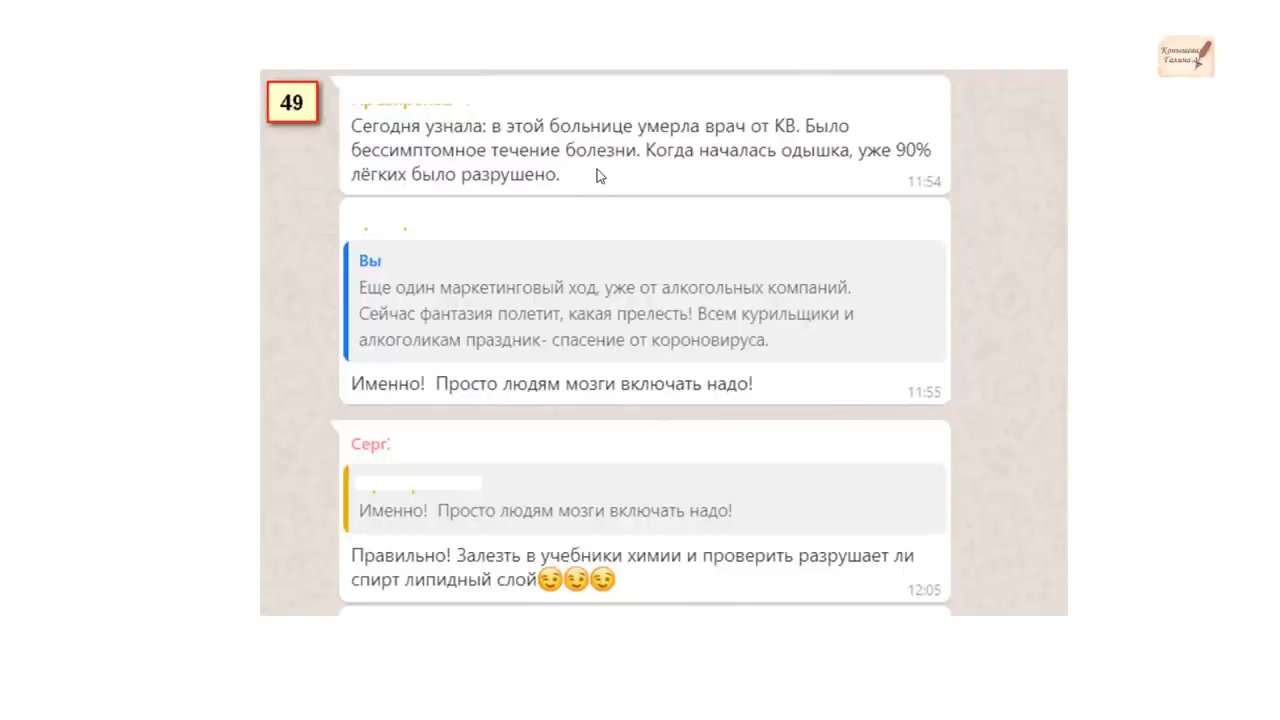 Конышева
Галина
49
Сегодня узнала: в этой больнице умерла врач от КВ. Было
бессимптомное течение болезни. Когда началась одышка, уже 90%
лёгких было разрушено.
11:54
Вы
Еще один маркетинговый ход, уже от алкогольных компаний.
Сейчас фантазия полетит, какая прелесть! Всем курильщики и
алкоголикам праздник- спасение от короновируса.
Именно! Просто людям мозги включать надо!
11:55
Серг
Именно! Просто людям мозги включать надо!
Правильно! Залезть в учебники химии и проверить разрушает ли
спирт липидный слой😉😉😉
12:05